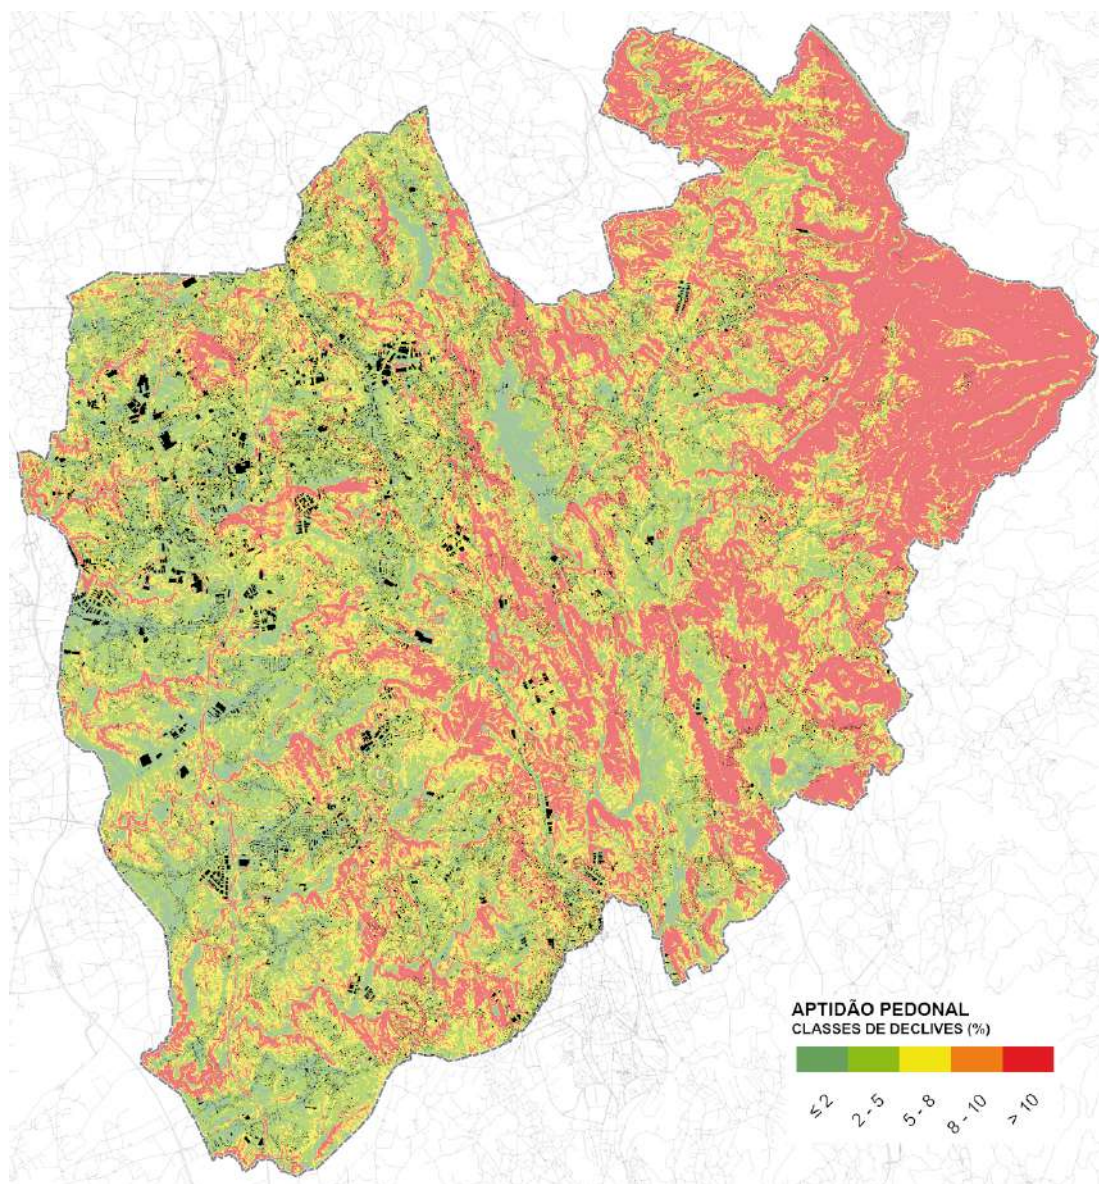 APTIDÃO PEDONAL
CLASSES DE DECLIVES (%)
≤ 2
2 - 5
5 - 8
8 - 10
> 10